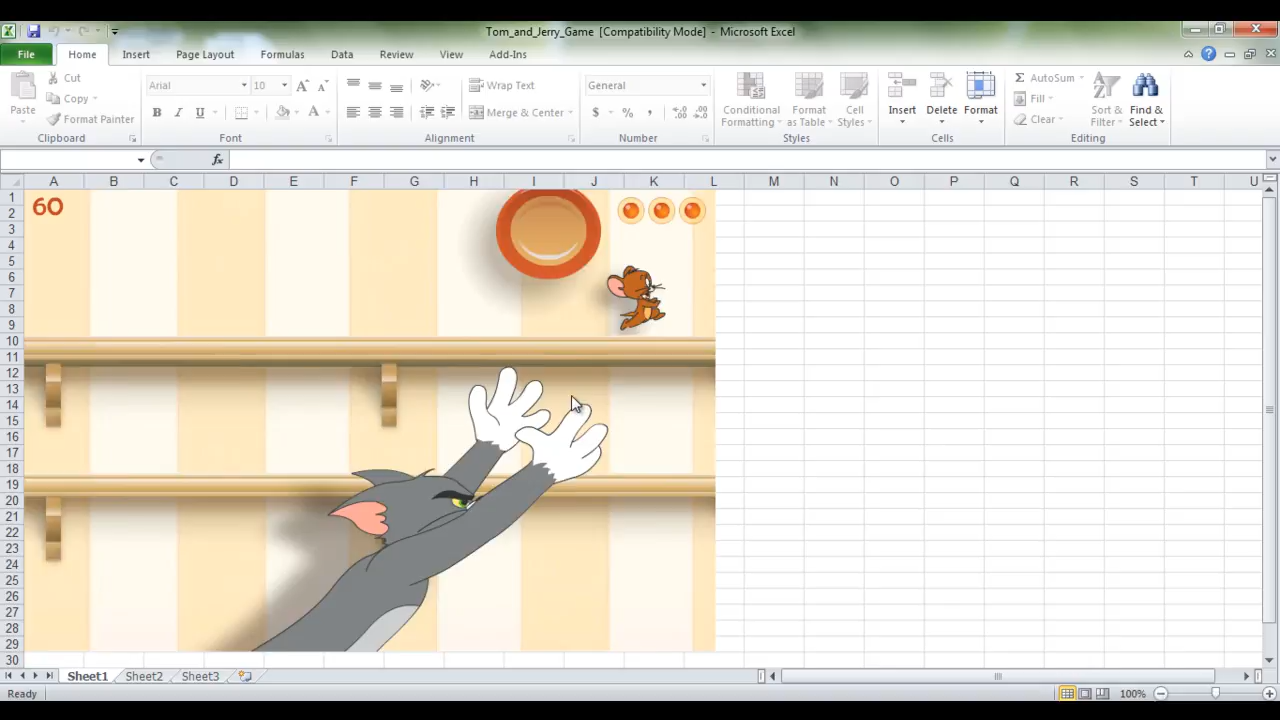 Tom_and_Jerry_Game [Compatibility Mode] - Microsoft Excel
File Home Insert Page Layout Formulas Data Review View Add-Ins
Paste
Cut
Copy
Format Painter
Clipboard
Arial 10
B I U
Font
Wrap Text
Merge & Center
Alignment
General
$ % ,
Number
Conditional Formatting
Format as Table
Cell Styles
Styles
Insert
Delete
Format
Cells
AutoSum
Fill
Clear
Sort & Filter
Find & Select
Editing
fx
A B C D E F G H I J K L M N O P Q R S T U
1
2
3
4
5
6
7
8
9
10
11
12
13
14
15
16
17
18
19
20
21
22
23
24
25
26
27
28
29
30
60
Sheet1 Sheet2 Sheet3
Ready
100%